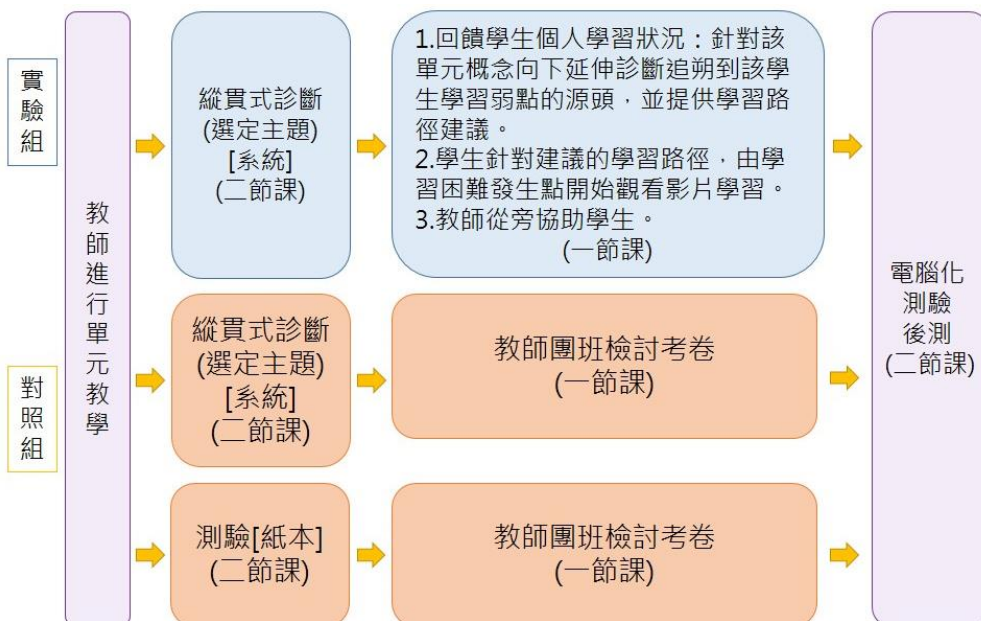 實驗組
對照組
教師進行單元教學
縱貫式診斷
(選定主題)
[系統]
(二節課)
1.回饋學生個人學習狀況：針對該
單元概念向下延伸診斷追朔到該學
生學習弱點的源頭，並提供學習路
徑建議。
2.學生針對建議的學習路徑，由學
習困難發生點開始觀看影片學習。
3.教師從旁協助學生。
(一節課)
縱貫式診斷
(選定主題)
[系統]
(二節課)
教師團班檢討考卷
(一節課)
測驗[紙本]
(二節課)
教師團班檢討考卷
(一節課)
電腦化
測驗
後測
(二節課)